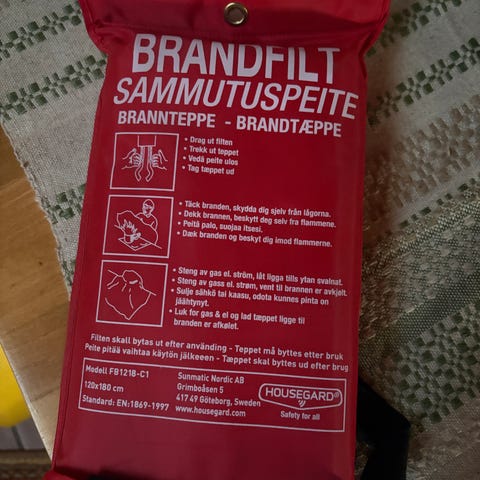 BRANDFILT
SAMMUTUSPEITE
BRANNTEPPE - BRANDTÆPPE
• Drag ut filten
• Trekk ut teppet
• Vedä peite ulos
• Tag tæppet ud
• Täck branden, skydda dig sjelv från lågorna.
• Dekk brannen, beskytt deg selv fra flammene.
• Peitä palo, suojaa itsesi.
• Dæk branden og beskyt dig imod flammerne.
• Steng av gas el. ström, låt ligga tills ytan svalnat.
• Steng av gass el. strøm, vent til brannen er avkjølt.
• Sulje sähkö tai kaasu, odota kunnes pinta on
jäähtynyt.
• Luk for gas & el og lad tæppet ligge til
branden er afkølet.
Filten skall bytas ut efter använding - Teppet må byttes etter bruk
Peite pitää vaihtaa käytön jälkeeen - Tæppet skal byttes ud efter brug
Modell FB1218-C1
120x180 cm
Standard: EN:1869-1997
Sunmatic Nordic AB
Grimboåsen 5
417 49 Göteborg, Sweden
www.housegard.com
HOUSEGARD®
Safety for all